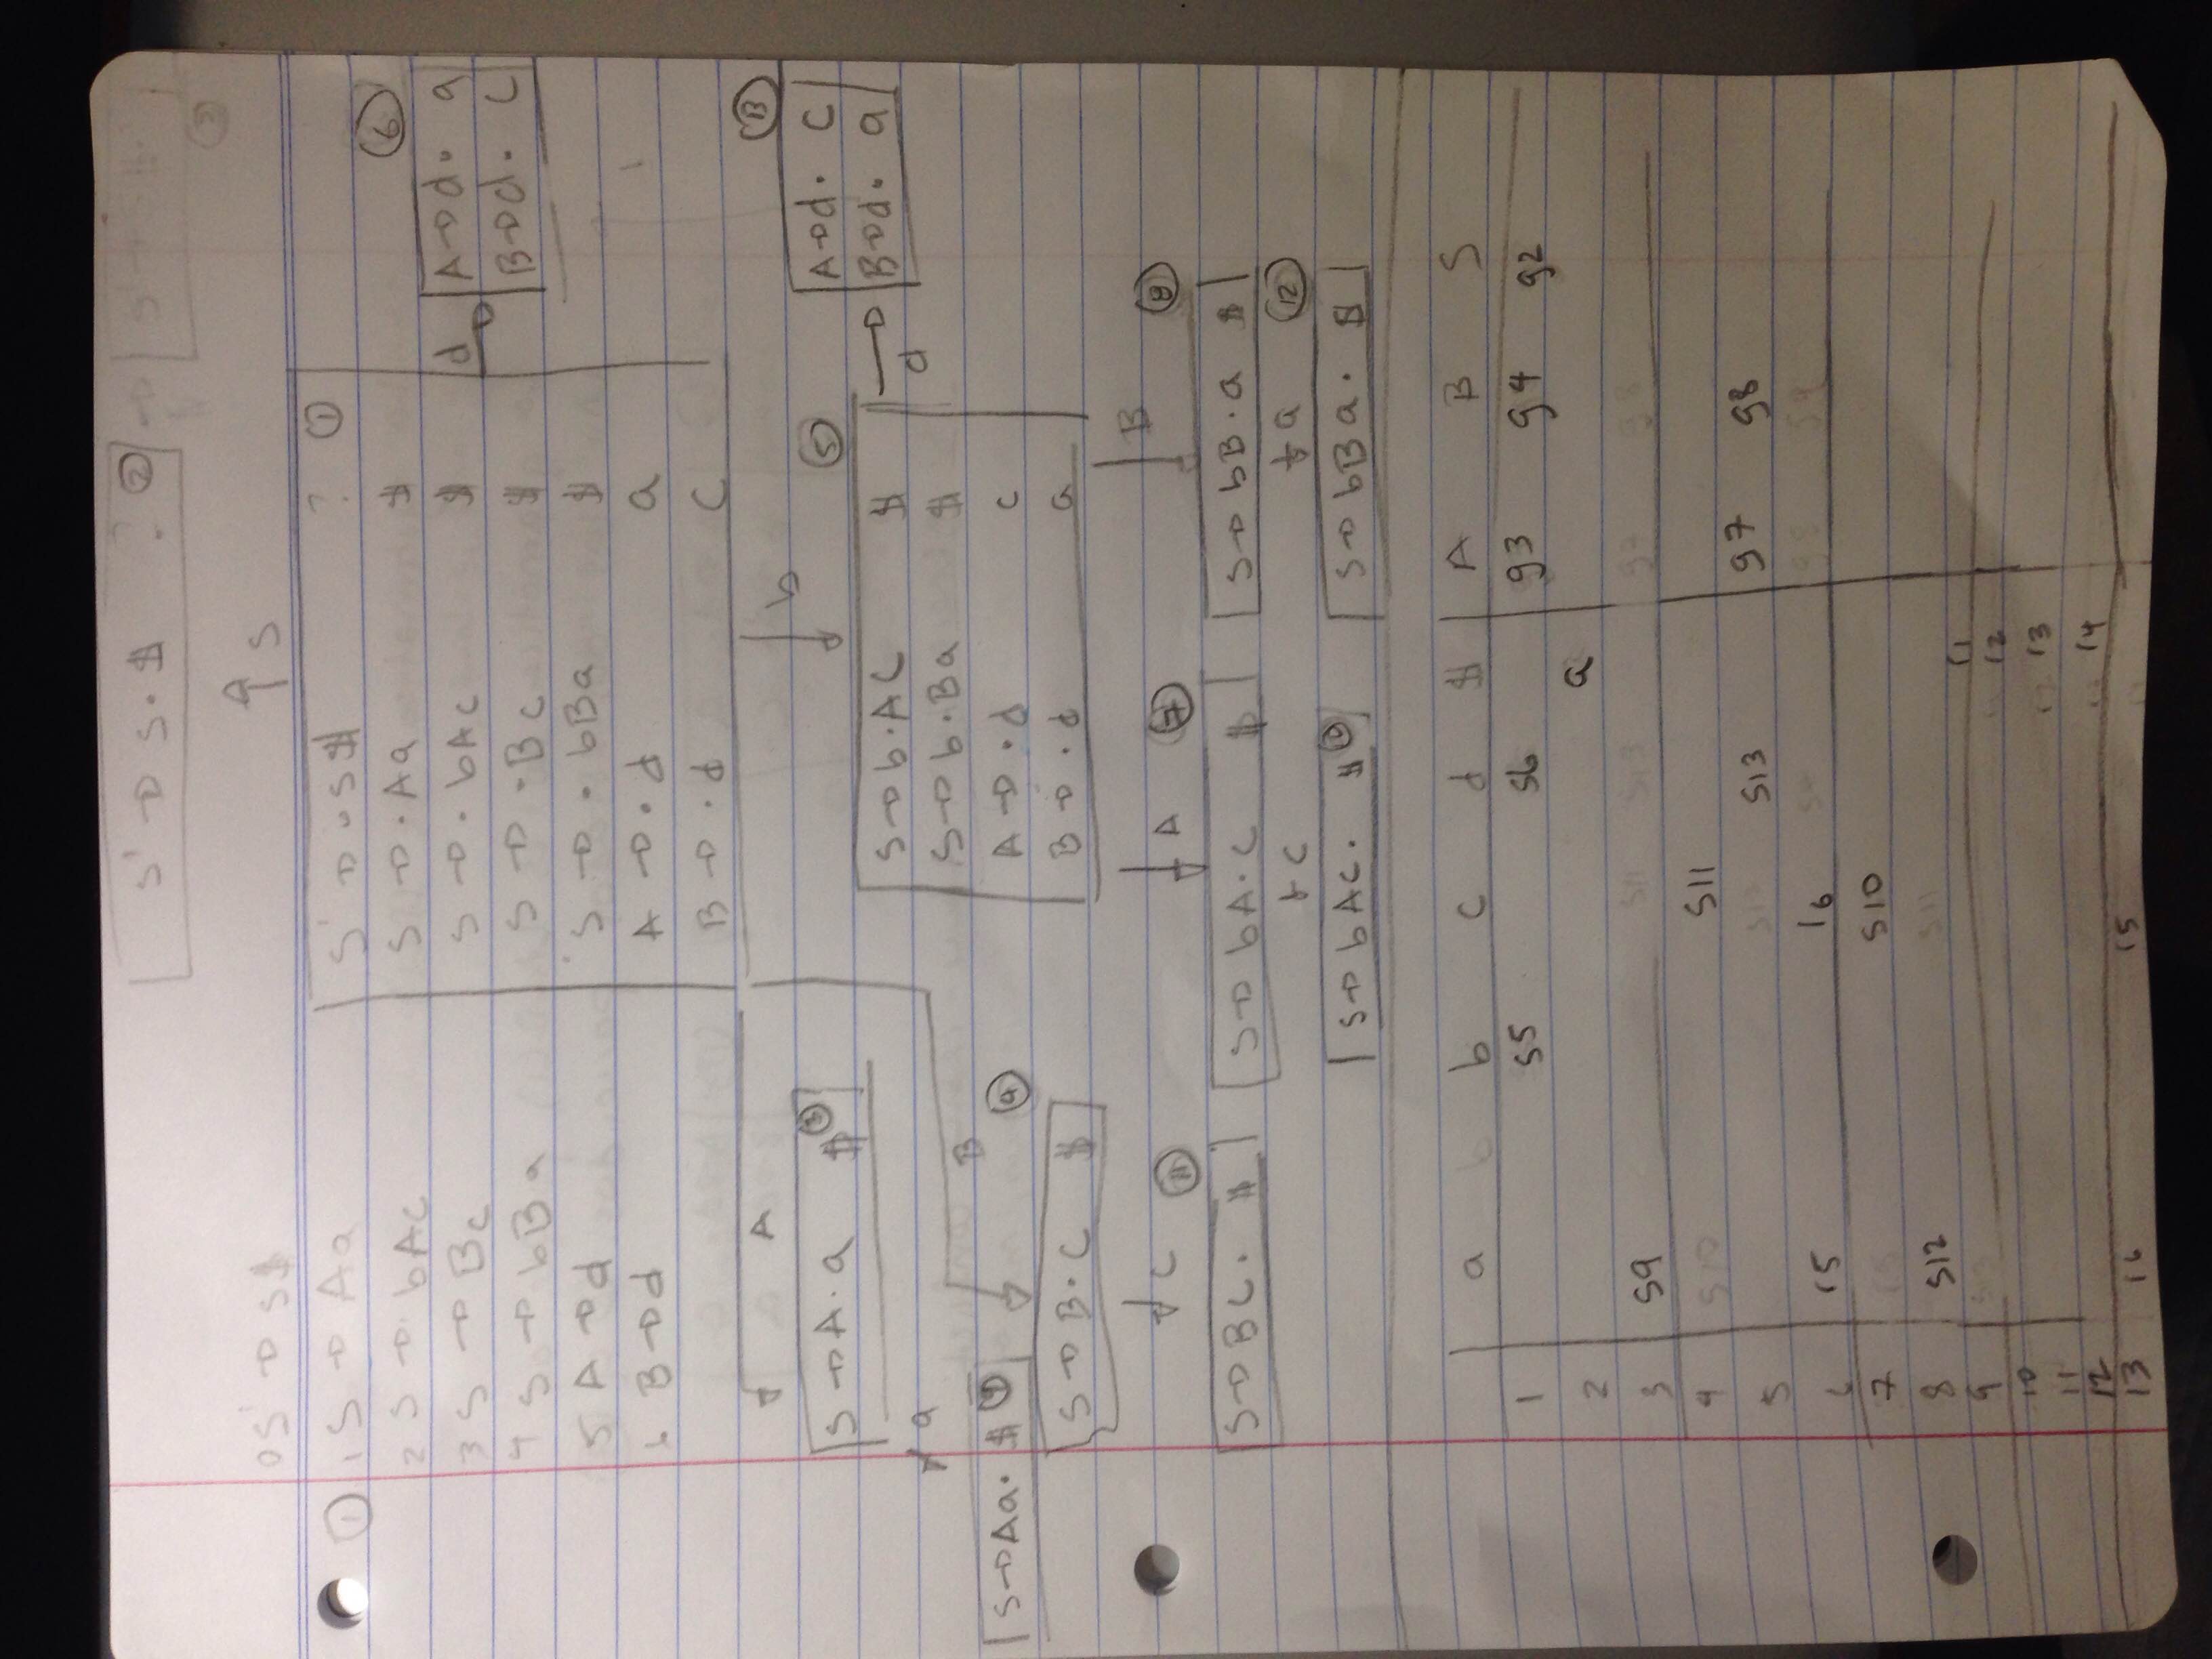 S' → S·$ ? ②
↑ S
0 S' → S$
① 1 S → Aa
2 S → bAc
3 S → Bc
4 S → bBa
5 A → d
6 B → d
S' → ·S$ ? ①
S → ·Aa $
S → ·bAc $
S → ·Bc $
S → ·bBa $
A → ·d a
B → ·d c
d
⑥
A → d· a
B → d· c
A
S → A·a $ ③
a
S → Aa· $ ⑨
B
④
S → B·c $
c
⑪
S → Bc· $
b
⑤
S → b·Ac $
S → b·Ba $
A → ·d c
B → ·d a
d
⑬
A → d· c
B → d· a
A ⑦
S → bA·c $
c
S → bAc· $ ⑩
B ⑧
S → bB·a $
a ⑫
S → bBa· $
a b c d $ A B S
1 s5 s6 g3 g4 g2
2 a
3 s9
4 s11
5 s13 g7 g8
6 r5 r6
7 s10
8 s12
9 r1
10 r2
11 r3
12 r4
13 r6 r5